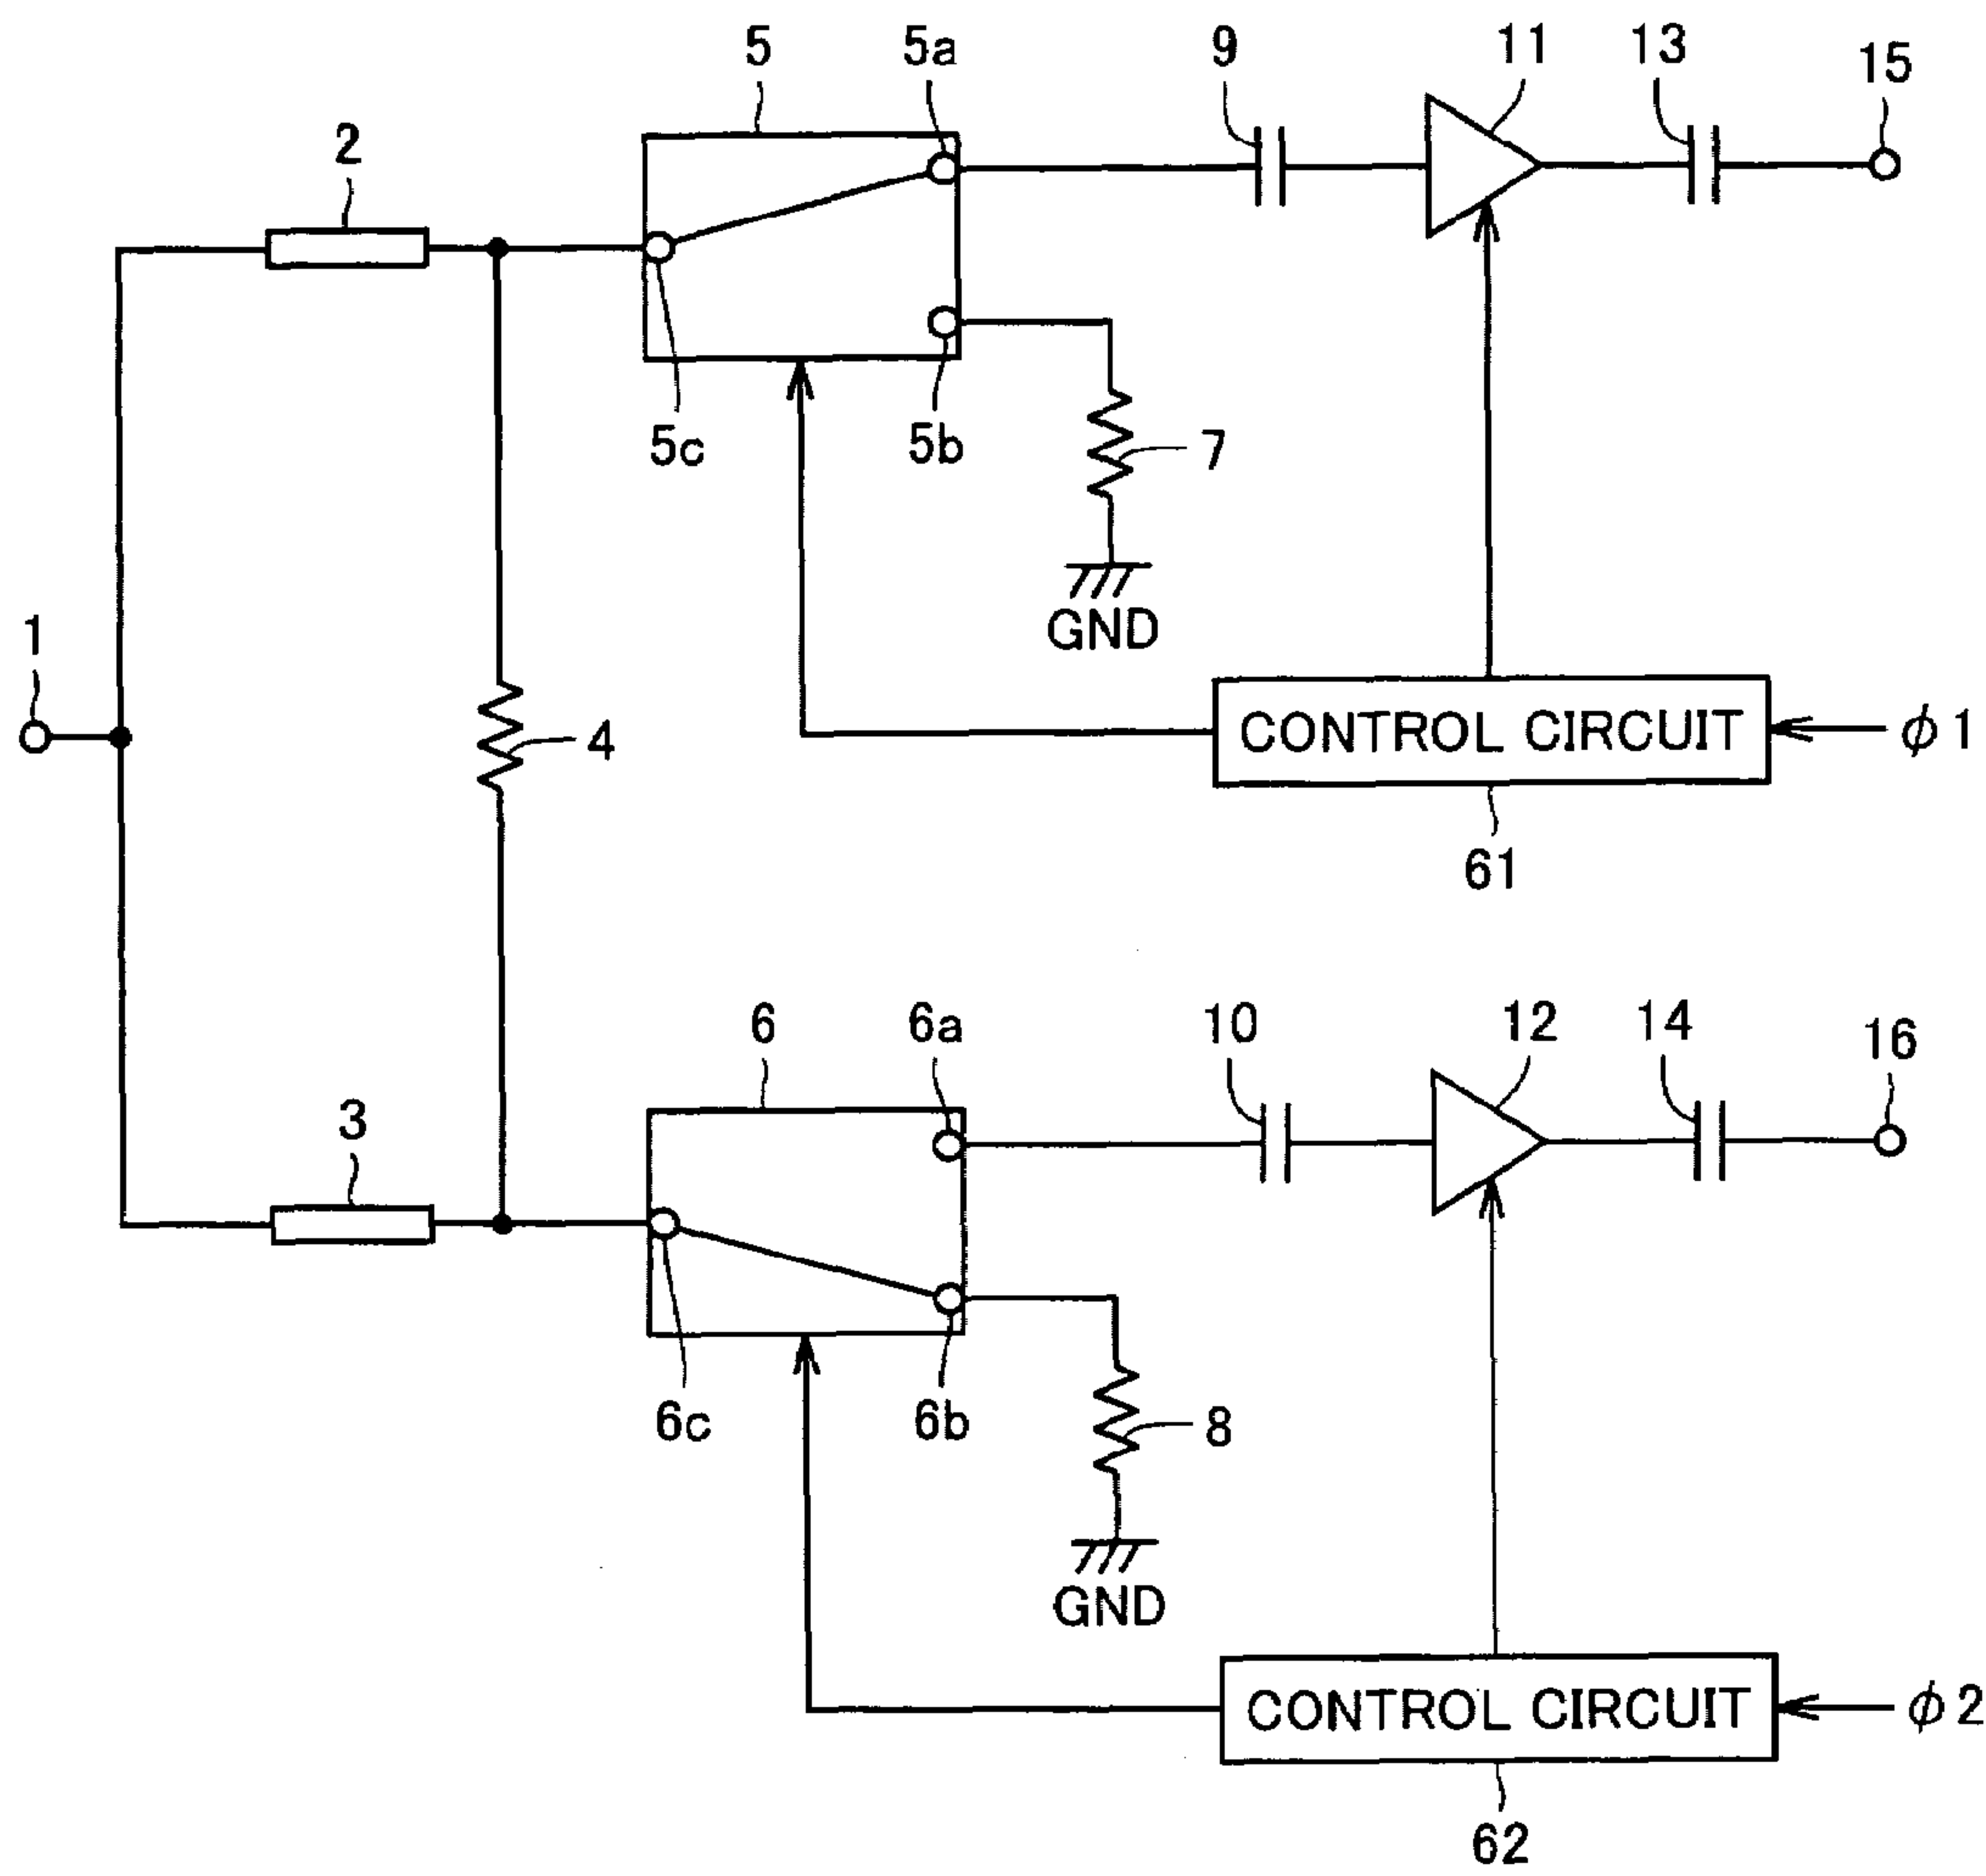 5 5a 9 11 13 15
2
5c 5b 7
GND
1
4
CONTROL CIRCUIT ϕ1
61
6 6a 10 12 14 16
3
6c 6b 8
GND
CONTROL CIRCUIT ϕ2
62